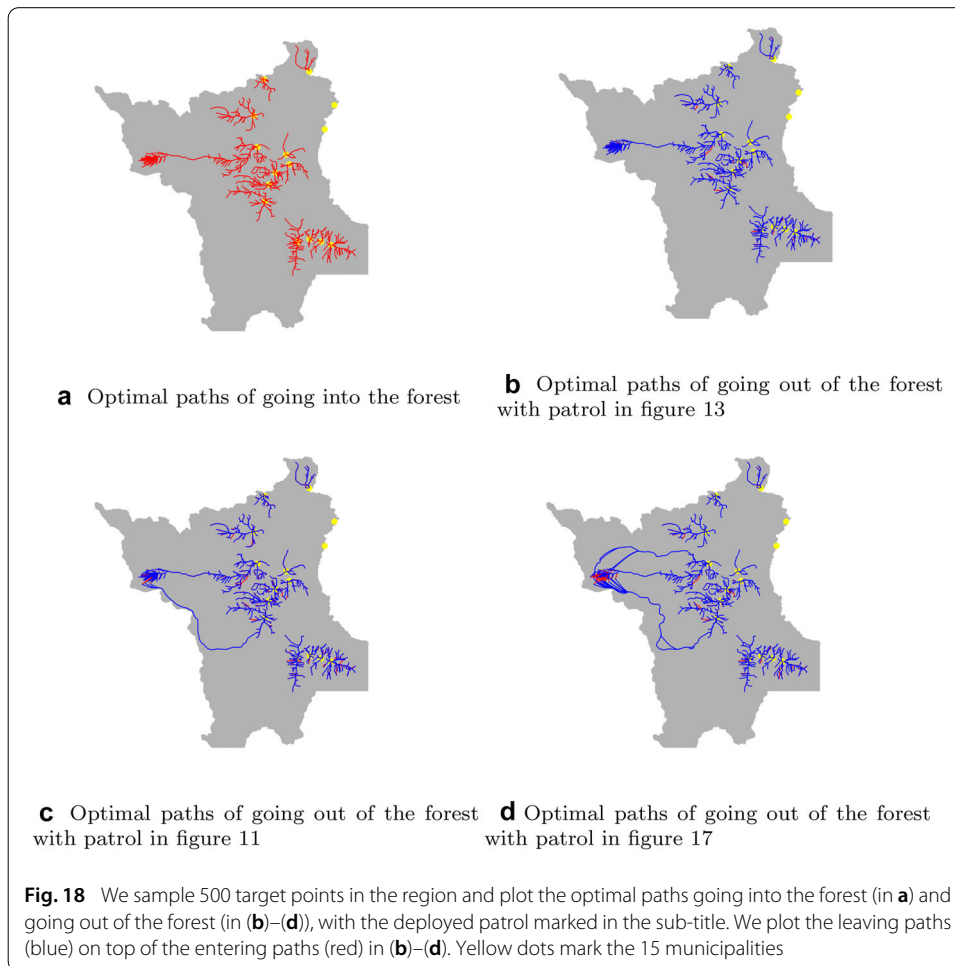 a Optimal paths of going into the forest
b Optimal paths of going out of the forest
with patrol in figure 13
c Optimal paths of going out of the forest
with patrol in figure 11
d Optimal paths of going out of the forest
with patrol in figure 17
Fig. 18 We sample 500 target points in the region and plot the optimal paths going into the forest (in a) and
going out of the forest (in (b)–(d)), with the deployed patrol marked in the sub-title. We plot the leaving paths
(blue) on top of the entering paths (red) in (b)–(d). Yellow dots mark the 15 municipalities